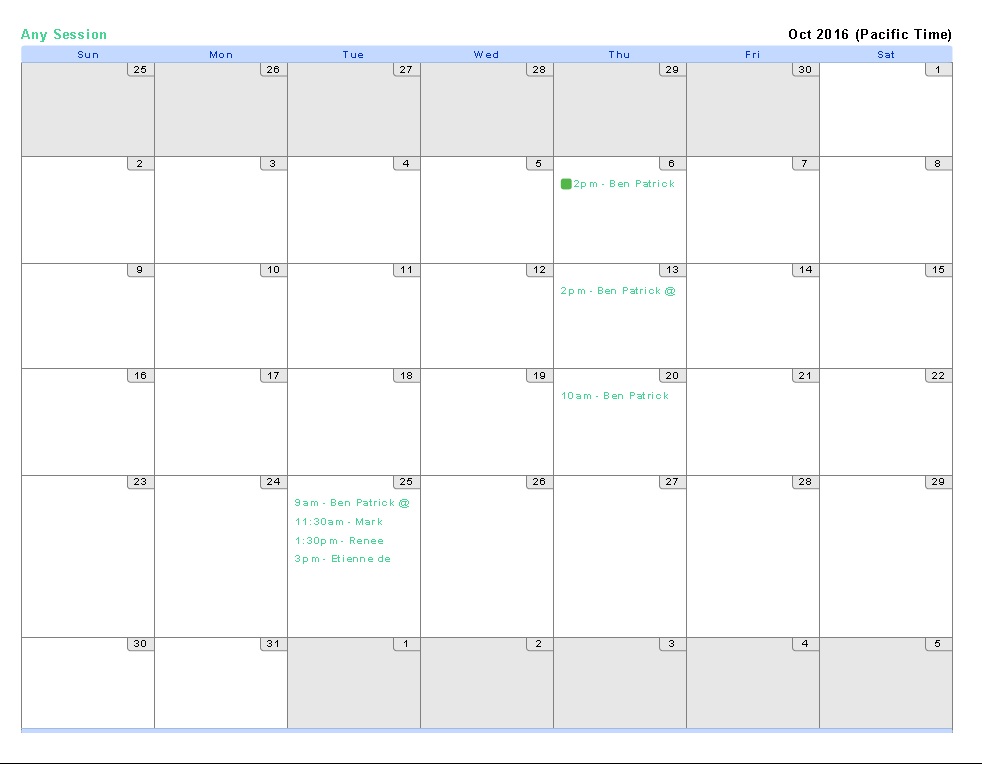 Any Session Oct 2016 (Pacific Time)
Sun Mon Tue Wed Thu Fri Sat
25 26 27 28 29 30 1
2 3 4 5 6 7 8
2pm - Ben Patrick
9 10 11 12 13 14 15
2pm - Ben Patrick @
16 17 18 19 20 21 22
10am - Ben Patrick
23 24 25 26 27 28 29
9am - Ben Patrick @
11:30am - Mark
1:30pm - Renee
3pm - Etienne de
30 31 1 2 3 4 5